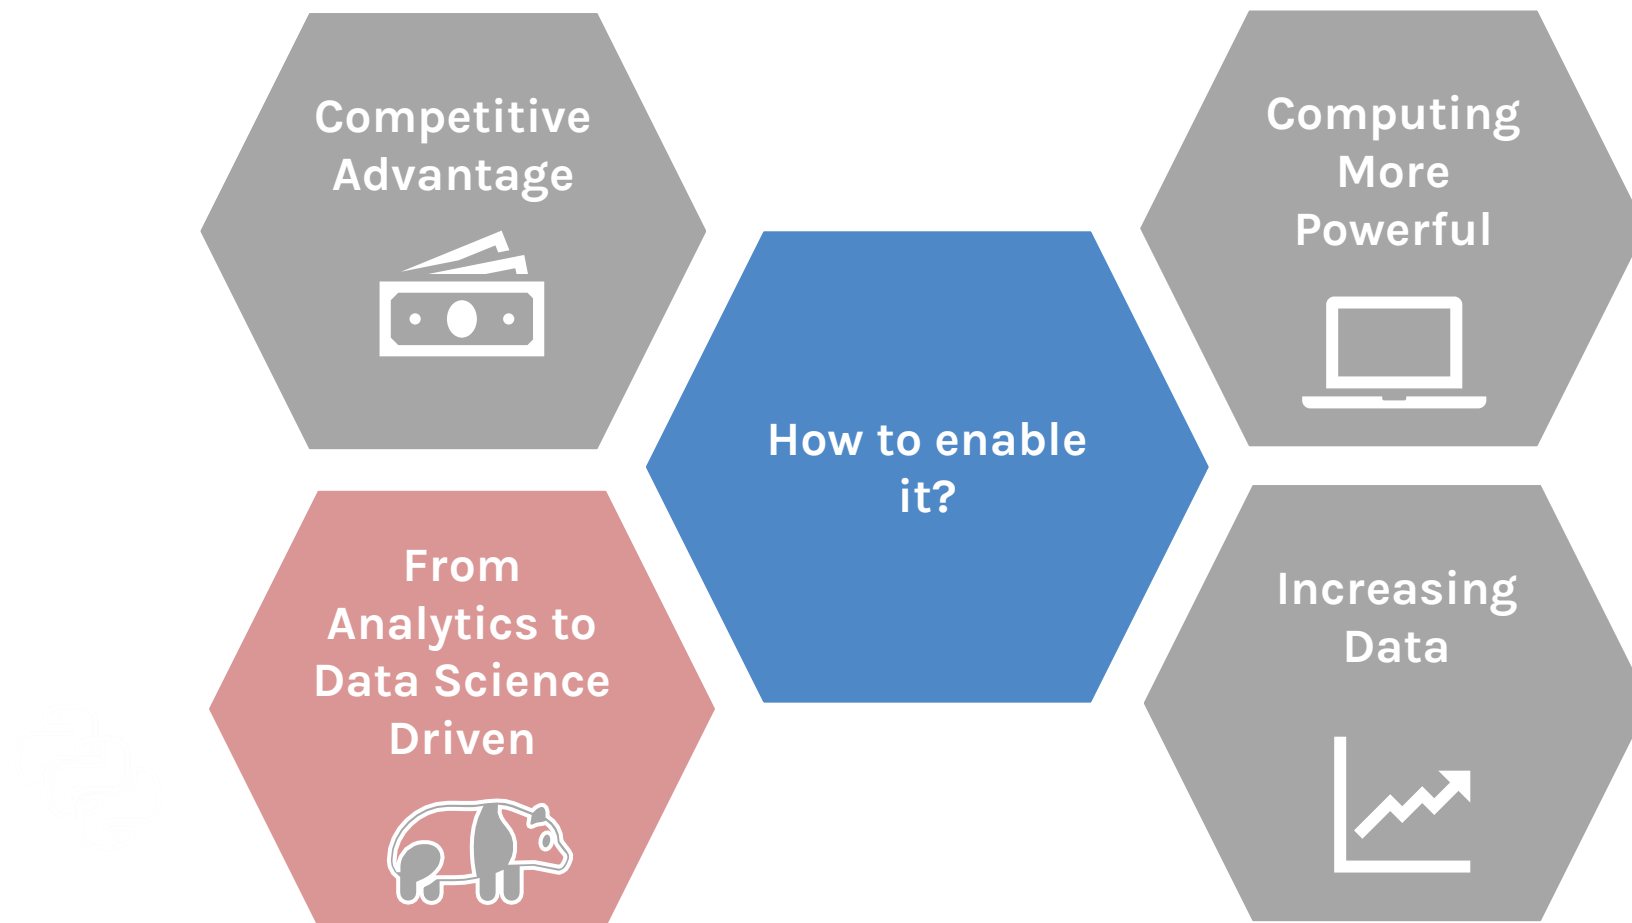 Competitive
Advantage
Computing
More
Powerful
How to enable
it?
From
Analytics to
Data Science
Driven
Increasing
Data